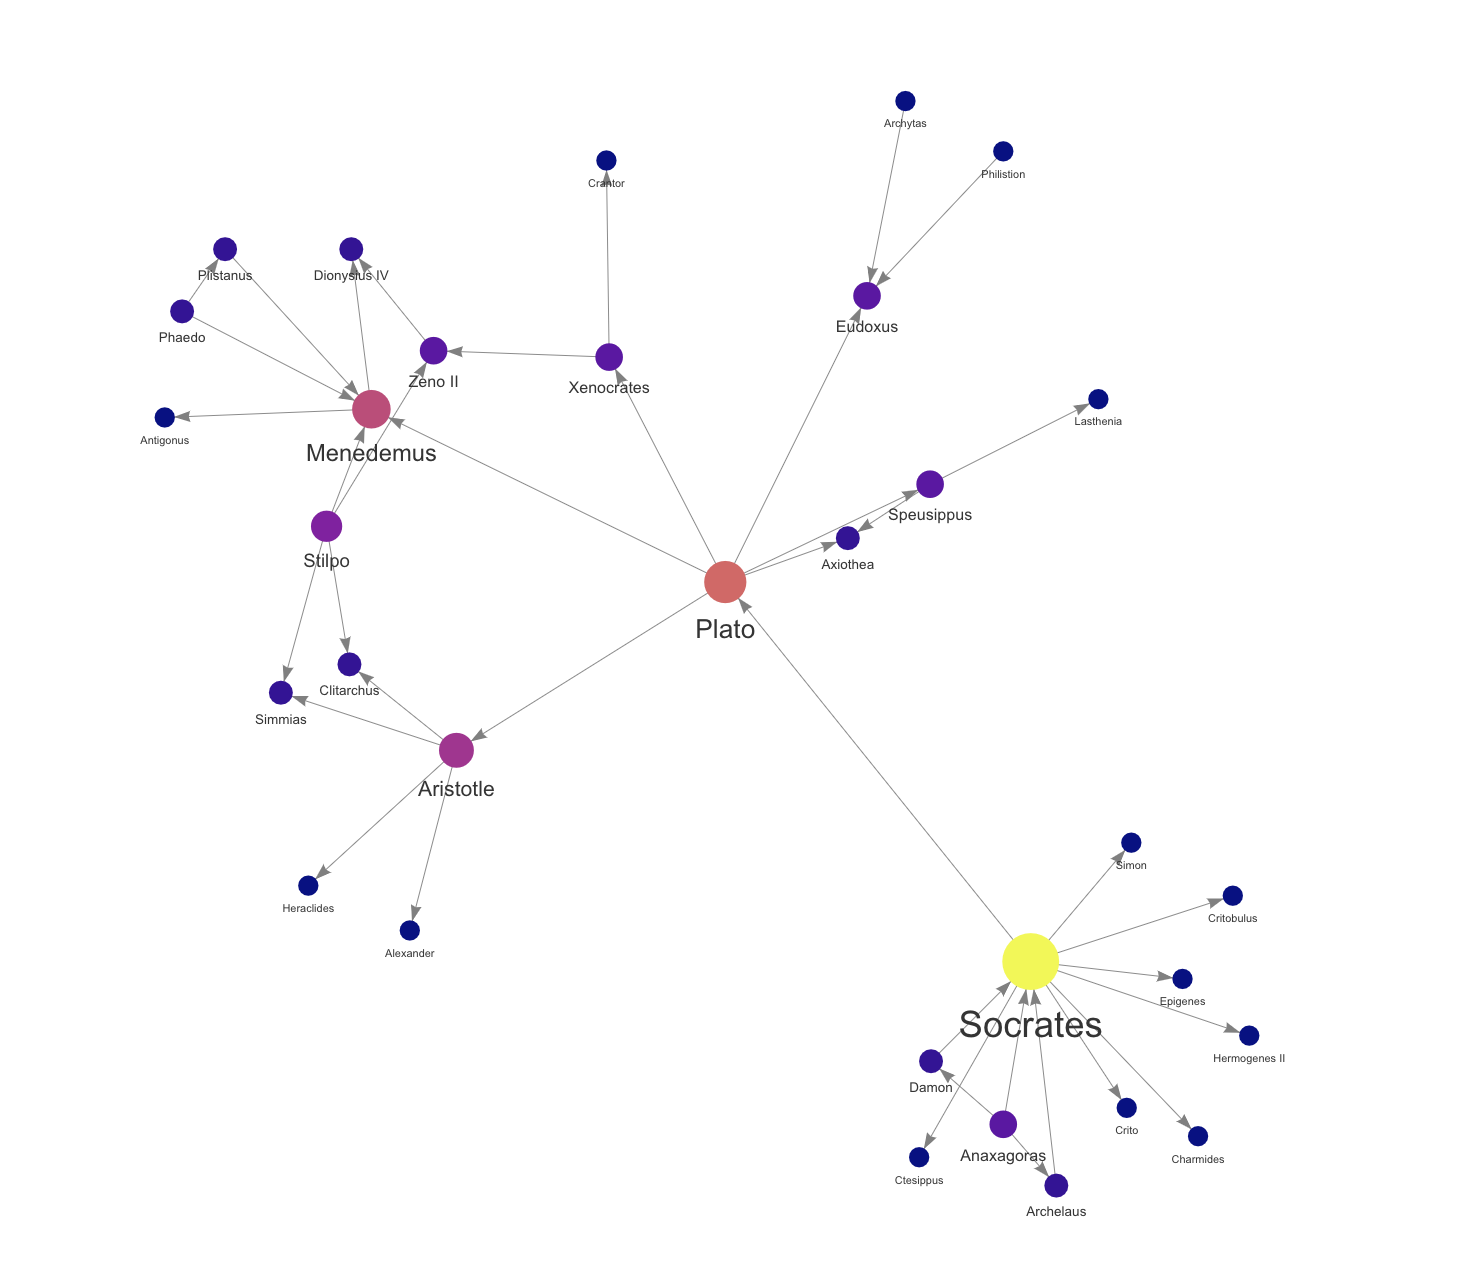 Archytas
Philistion
Crantor
Plistanus
Dionysius IV
Eudoxus
Phaedo
Zeno II
Xenocrates
Lasthenia
Antigonus
Menedemus
Speusippus
Stilpo
Axiothea
Plato
Clitarchus
Simmias
Aristotle
Simon
Heraclides
Critobulus
Alexander
Epigenes
Socrates
Hermogenes II
Damon
Crito
Anaxagoras
Charmides
Ctesippus
Archelaus